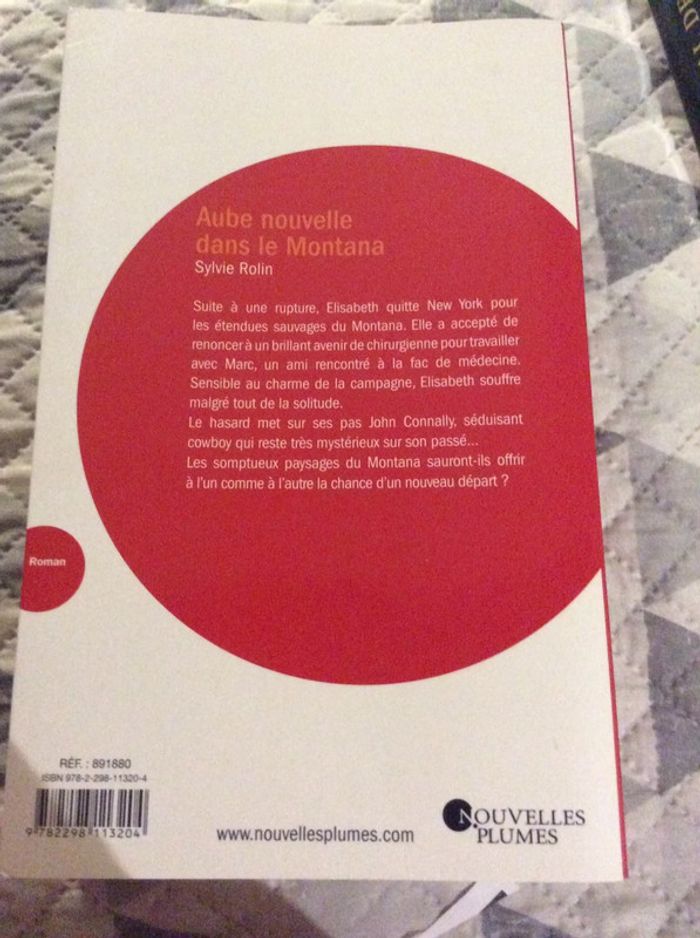 Aube nouvelle
dans le Montana
Sylvie Rolin
Suite à une rupture, Elisabeth quitte New York pour
les étendues sauvages du Montana. Elle a accepté de
renoncer à un brillant avenir de chirurgienne pour travailler
avec Marc, un ami rencontré à la fac de médecine.
Sensible au charme de la campagne, Elisabeth souffre
malgré tout de la solitude.
Le hasard met sur ses pas John Connally, séduisant
cowboy qui reste très mystérieux sur son passé...
Les somptueux paysages du Montana sauront-ils offrir
à l'un comme à l'autre la chance d'un nouveau départ ?
Roman
RÉF. : 891880
ISBN 978-2-298-11320-4
9 782298 113204
www.nouvellesplumes.com
NOUVELLES
PLUMES